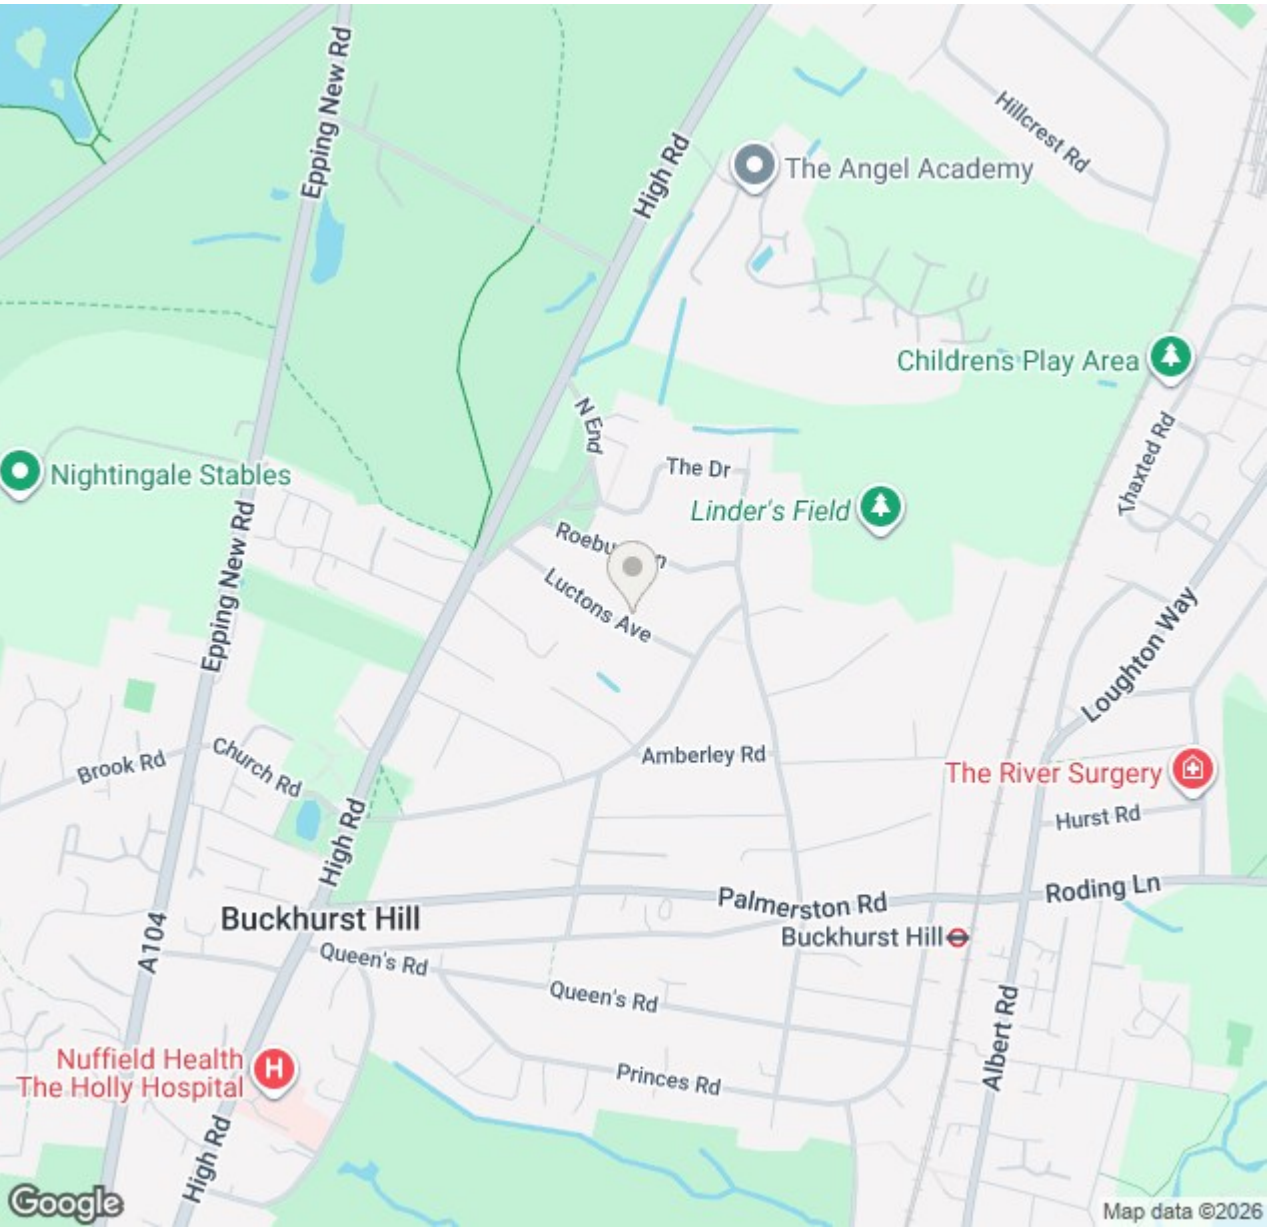 Epping New Rd
High Rd
Hillcrest Rd
The Angel Academy
Childrens Play Area
N End
The Dr
Thaxted Rd
Nightingale Stables
Linder's Field
Epping New Rd
Luctons Ave
Loughton Way
Brook Rd
Church Rd
Amberley Rd
The River Surgery
Hurst Rd
High Rd
Palmerston Rd
Roding Ln
Buckhurst Hill
Buckhurst Hill
A104
Queen's Rd
Queen's Rd
Albert Rd
Nuffield Health
The Holly Hospital
Princes Rd
High Rd
Google
Map data ©2026